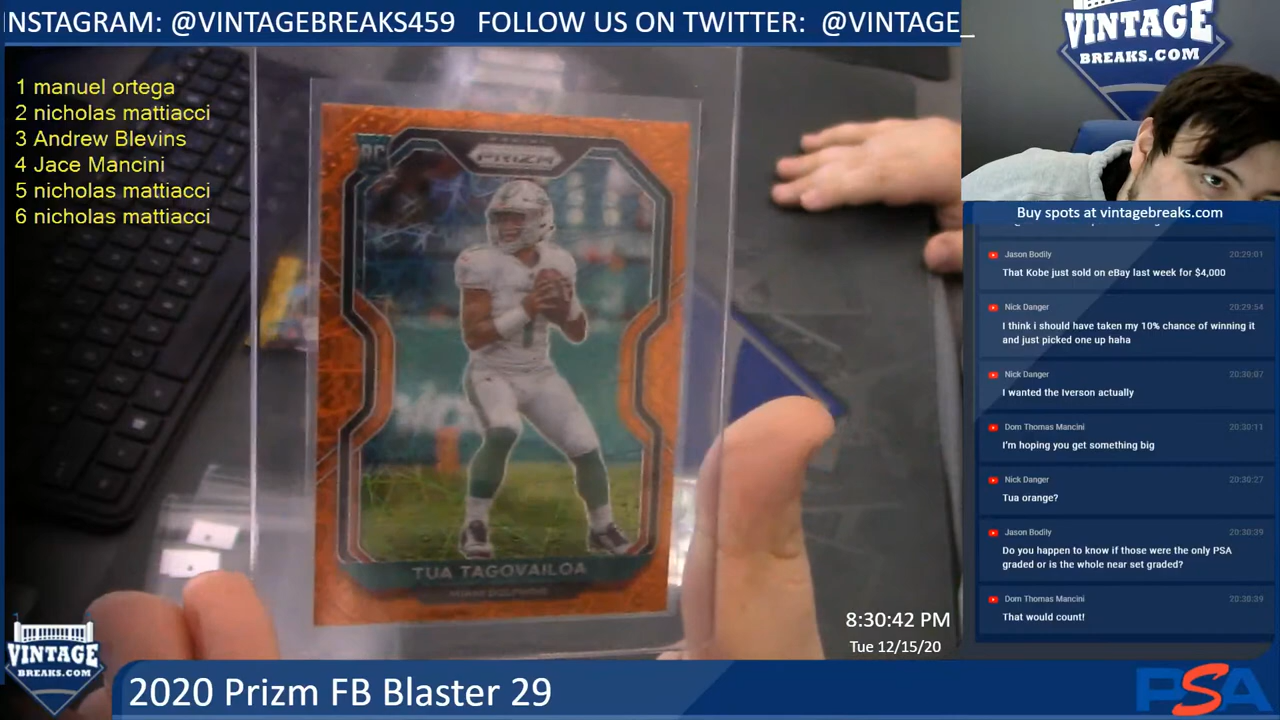 INSTAGRAM: @VINTAGEBREAKS459 FOLLOW US ON TWITTER: @VINTAGE_
VINTAGE
BREAKS.COM
1 manuel ortega
2 nicholas mattiacci
3 Andrew Blevins
4 Jace Mancini
5 nicholas mattiacci
6 nicholas mattiacci
RC
PRIZM
TUA TAGOVAILOA
MIAMI DOLPHINS
Buy spots at vintagebreaks.com
Jason Bodily 20:29:01
That Kobe just sold on eBay last week for $4,000
Nick Danger 20:29:54
I think i should have taken my 10% chance of winning it
and just picked one up haha
Nick Danger 20:30:07
I wanted the Iverson actually
Dom Thomas Mancini 20:30:11
I'm hoping you get something big
Nick Danger 20:30:27
Tua orange?
Jason Bodily 20:30:39
Do you happen to know if those were the only PSA
graded or is the whole near set graded?
Dom Thomas Mancini 20:30:39
That would count!
8:30:42 PM
Tue 12/15/20
VINTAGE
BREAKS.COM
2020 Prizm FB Blaster 29
PSA